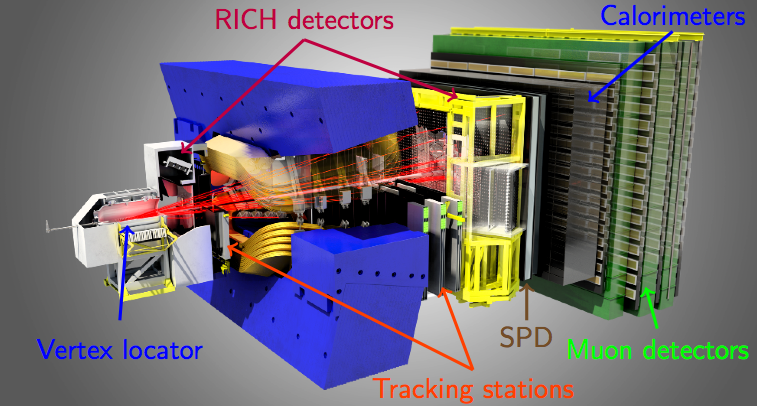 RICH detectors
Calorimeters
Vertex locator
SPD
Muon detectors
Tracking stations